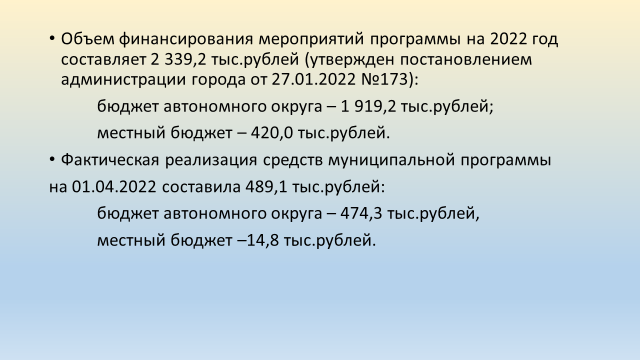 • Объем финансирования мероприятий программы на 2022 год
составляет 2 339,2 тыс.рублей (утвержден постановлением
администрации города от 27.01.2022 №173):
бюджет автономного округа – 1 919,2 тыс.рублей;
местный бюджет – 420,0 тыс.рублей.
• Фактическая реализация средств муниципальной программы
на 01.04.2022 составила 489,1 тыс.рублей:
бюджет автономного округа – 474,3 тыс.рублей,
местный бюджет –14,8 тыс.рублей.